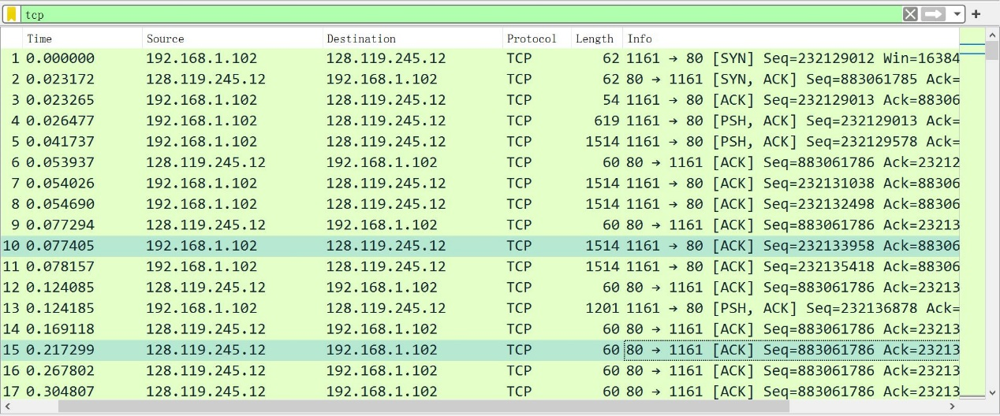 tcp
Time Source Destination Protocol Length Info
1 0.000000 192.168.1.102 128.119.245.12 TCP 62 1161 → 80 [SYN] Seq=232129012 Win=16384
2 0.023172 128.119.245.12 192.168.1.102 TCP 62 80 → 1161 [SYN, ACK] Seq=883061785 Ack=
3 0.023265 192.168.1.102 128.119.245.12 TCP 54 1161 → 80 [ACK] Seq=232129013 Ack=88306
4 0.026477 192.168.1.102 128.119.245.12 TCP 619 1161 → 80 [PSH, ACK] Seq=232129013 Ack=
5 0.041737 192.168.1.102 128.119.245.12 TCP 1514 1161 → 80 [PSH, ACK] Seq=232129578 Ack=
6 0.053937 128.119.245.12 192.168.1.102 TCP 60 80 → 1161 [ACK] Seq=883061786 Ack=23212
7 0.054026 192.168.1.102 128.119.245.12 TCP 1514 1161 → 80 [ACK] Seq=232131038 Ack=88306
8 0.054690 192.168.1.102 128.119.245.12 TCP 1514 1161 → 80 [ACK] Seq=232132498 Ack=88306
9 0.077294 128.119.245.12 192.168.1.102 TCP 60 80 → 1161 [ACK] Seq=883061786 Ack=23213
10 0.077405 192.168.1.102 128.119.245.12 TCP 1514 1161 → 80 [ACK] Seq=232133958 Ack=88306
11 0.078157 192.168.1.102 128.119.245.12 TCP 1514 1161 → 80 [ACK] Seq=232135418 Ack=88306
12 0.124085 128.119.245.12 192.168.1.102 TCP 60 80 → 1161 [ACK] Seq=883061786 Ack=23213
13 0.124185 192.168.1.102 128.119.245.12 TCP 1201 1161 → 80 [PSH, ACK] Seq=232136878 Ack=
14 0.169118 128.119.245.12 192.168.1.102 TCP 60 80 → 1161 [ACK] Seq=883061786 Ack=23213
15 0.217299 128.119.245.12 192.168.1.102 TCP 60 80 → 1161 [ACK] Seq=883061786 Ack=23213
16 0.267802 128.119.245.12 192.168.1.102 TCP 60 80 → 1161 [ACK] Seq=883061786 Ack=23213
17 0.304807 128.119.245.12 192.168.1.102 TCP 60 80 → 1161 [ACK] Seq=883061786 Ack=23213